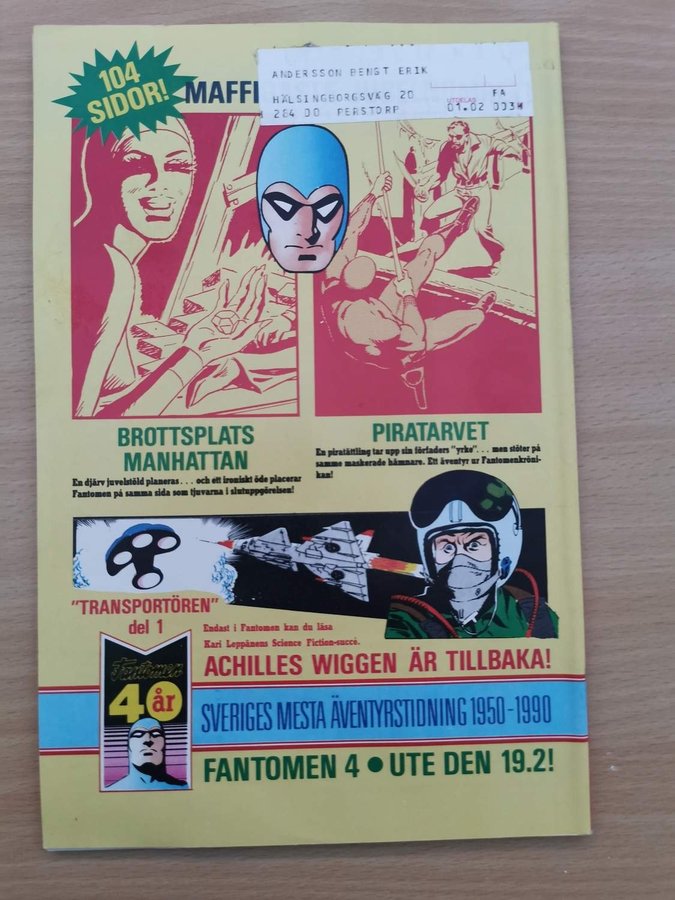 104
SIDOR!
MAFFI
ANDERSSON BENGT ERIK
HÄLSINGBORGSVÄG 20
284 00 PERSTORP
UTDELAS
FA
01.02 003W
BROTTSPLATS
MANHATTAN
En djärv juvelstöld planeras . . . och ett ironiskt öde placerar
Fantomen på samma sida som tjuvarna i slutuppgörelsen!
PIRATARVET
En piratättling tar upp sin förfaders "yrke". . . men stöter på
samme maskerade hämnare. Ett äventyr ur Fantomenkröni-
kan!
"TRANSPORTÖREN"
del 1
Endast i Fantomen kan du läsa
Kari Leppänens Science Fiction-succé.
ACHILLES WIGGEN ÄR TILLBAKA!
Fantomen
40 år
SVERIGES MESTA ÄVENTYRSTIDNING 1950-1990
FANTOMEN 4 ● UTE DEN 19.2!